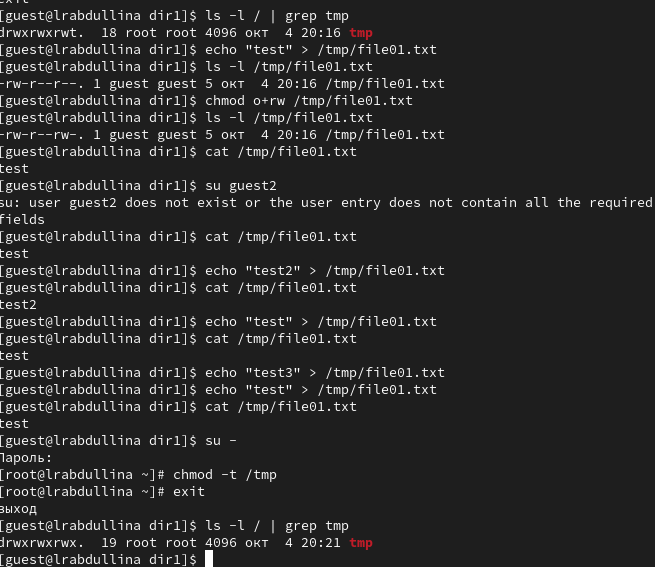 exit
[guest@lrabdullina dir1]$ ls -l / | grep tmp
drwxrwxrwt.  18 root root 4096 окт  4 20:16 tmp
[guest@lrabdullina dir1]$ echo "test" > /tmp/file01.txt
[guest@lrabdullina dir1]$ ls -l /tmp/file01.txt
-rw-r--r--. 1 guest guest 5 окт  4 20:16 /tmp/file01.txt
[guest@lrabdullina dir1]$ chmod o+rw /tmp/file01.txt
[guest@lrabdullina dir1]$ ls -l /tmp/file01.txt
-rw-r--rw-. 1 guest guest 5 окт  4 20:16 /tmp/file01.txt
[guest@lrabdullina dir1]$ cat /tmp/file01.txt
test
[guest@lrabdullina dir1]$ su guest2
su: user guest2 does not exist or the user entry does not contain all the required
fields
[guest@lrabdullina dir1]$ cat /tmp/file01.txt
test
[guest@lrabdullina dir1]$ echo "test2" > /tmp/file01.txt
[guest@lrabdullina dir1]$ cat /tmp/file01.txt
test2
[guest@lrabdullina dir1]$ echo "test" > /tmp/file01.txt
[guest@lrabdullina dir1]$ cat /tmp/file01.txt
test
[guest@lrabdullina dir1]$ echo "test3" > /tmp/file01.txt
[guest@lrabdullina dir1]$ echo "test" > /tmp/file01.txt
[guest@lrabdullina dir1]$ cat /tmp/file01.txt
test
[guest@lrabdullina dir1]$ su -
Пароль:
[root@lrabdullina ~]# chmod -t /tmp
[root@lrabdullina ~]# exit
выход
[guest@lrabdullina dir1]$ ls -l / | grep tmp
drwxrwxrwx.  19 root root 4096 окт  4 20:21 tmp
[guest@lrabdullina dir1]$